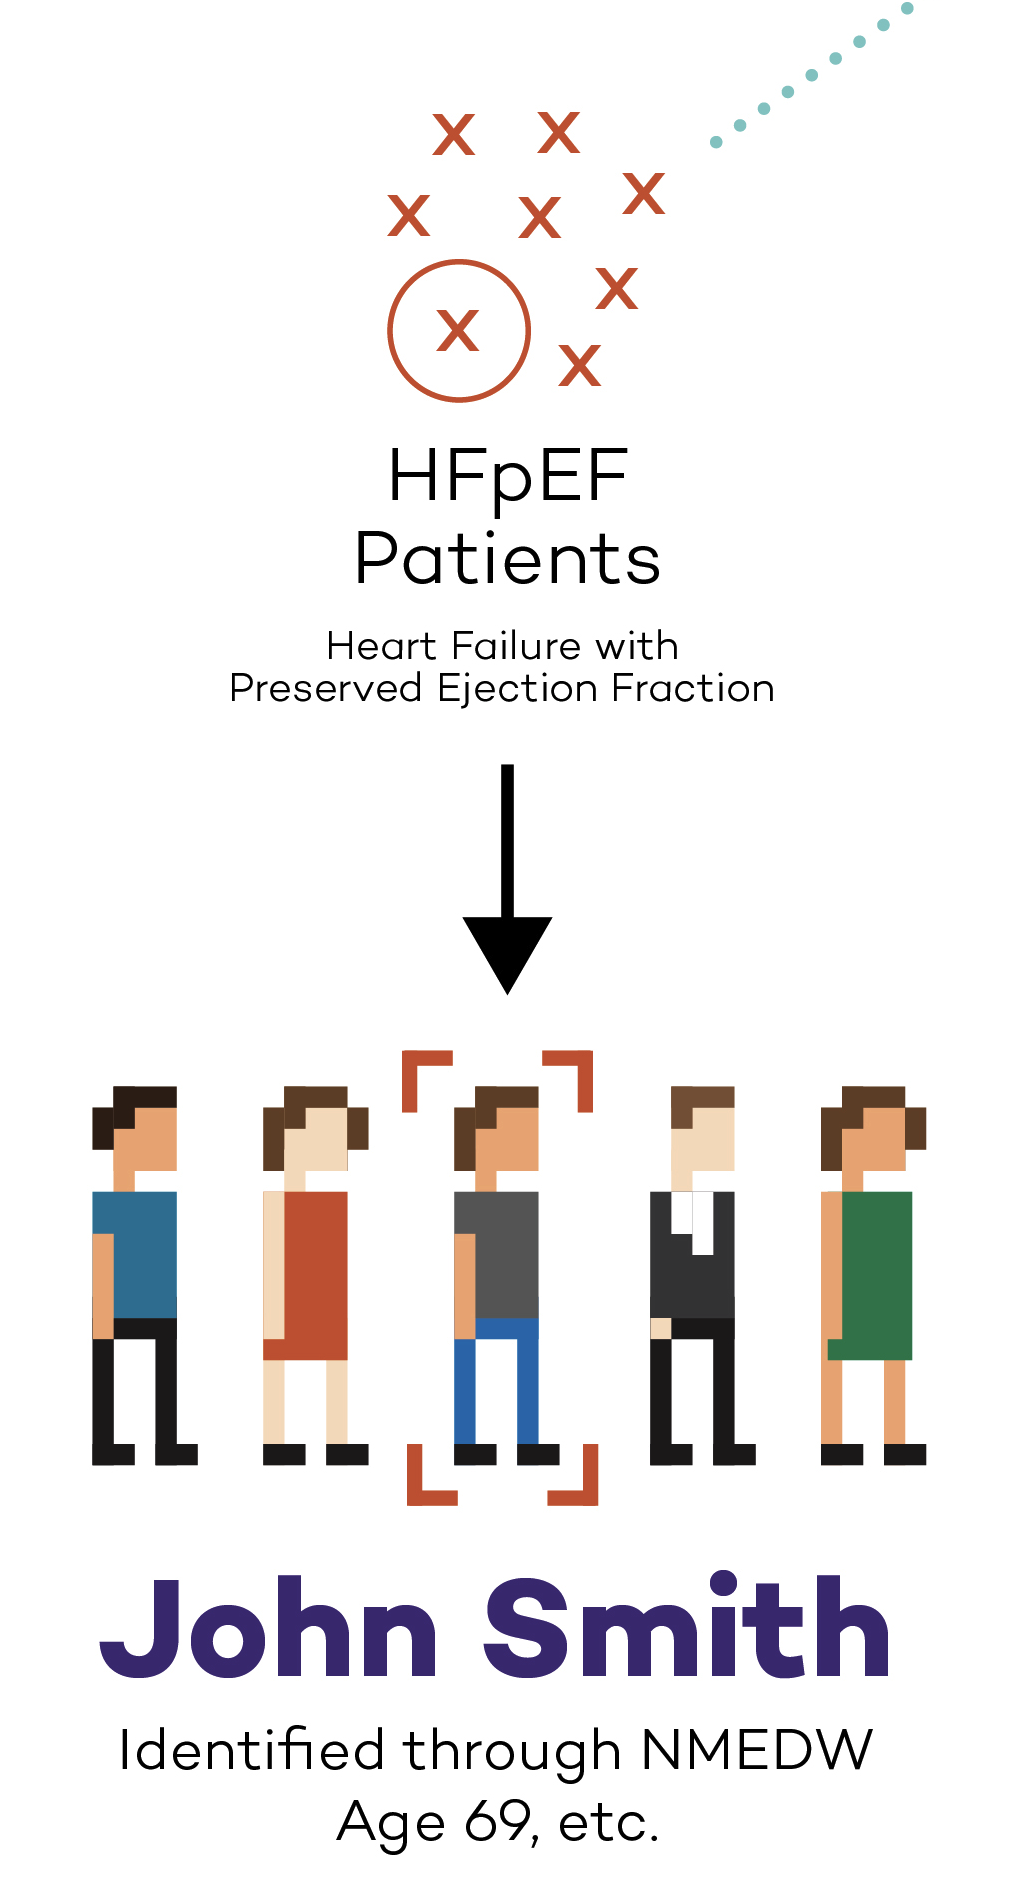 x x
x x x
x
x
x
HFpEF
Patients
Heart Failure with
Preserved Ejection Fraction
John Smith
Identified through NMEDW
Age 69, etc.